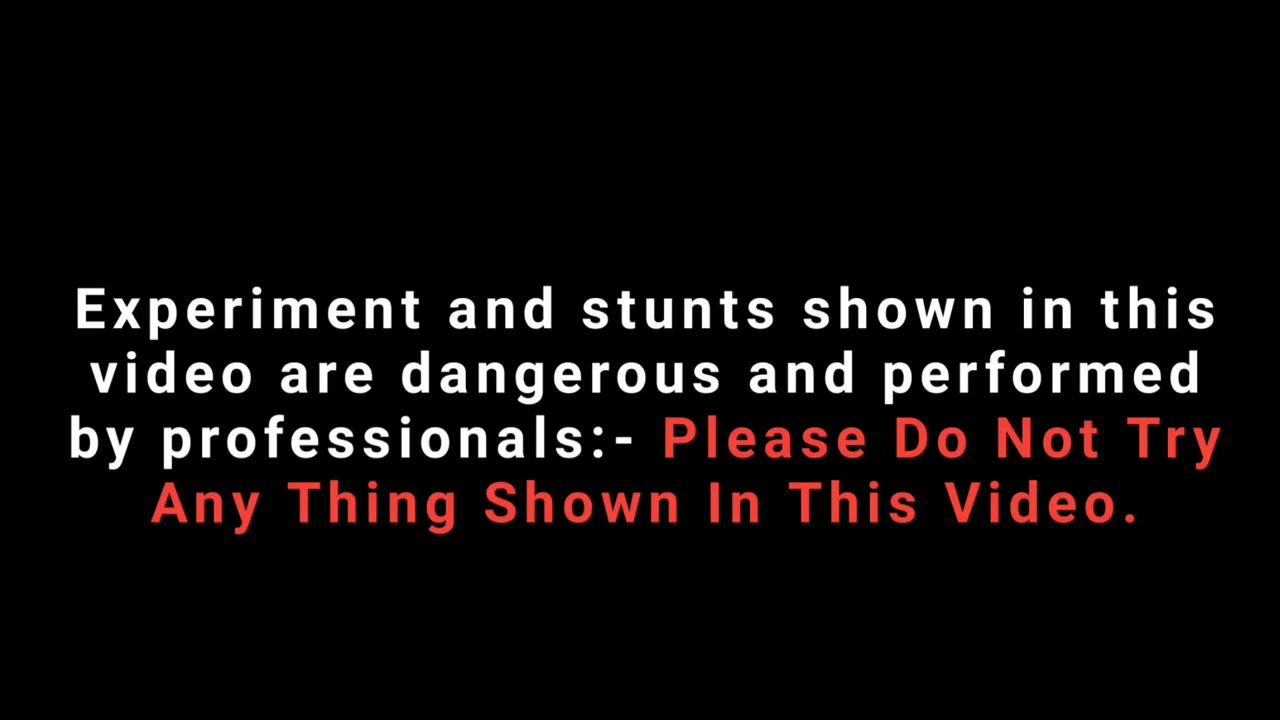 Experiment and stunts shown in this
video are dangerous and performed
by professionals:- Please Do Not Try
Any Thing Shown In This Video.